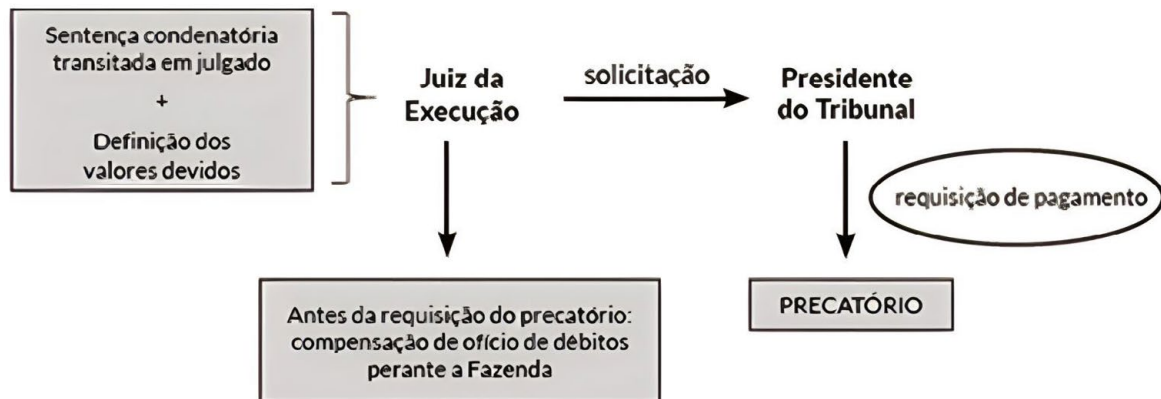 Sentença condenatória
transitada em julgado
+
Definição dos
valores devidos
Juiz da
Execução
solicitação
Presidente
do Tribunal
requisição de pagamento
Antes da requisição do precatório:
compensação de ofício de débitos
perante a Fazenda
PRECATÓRIO